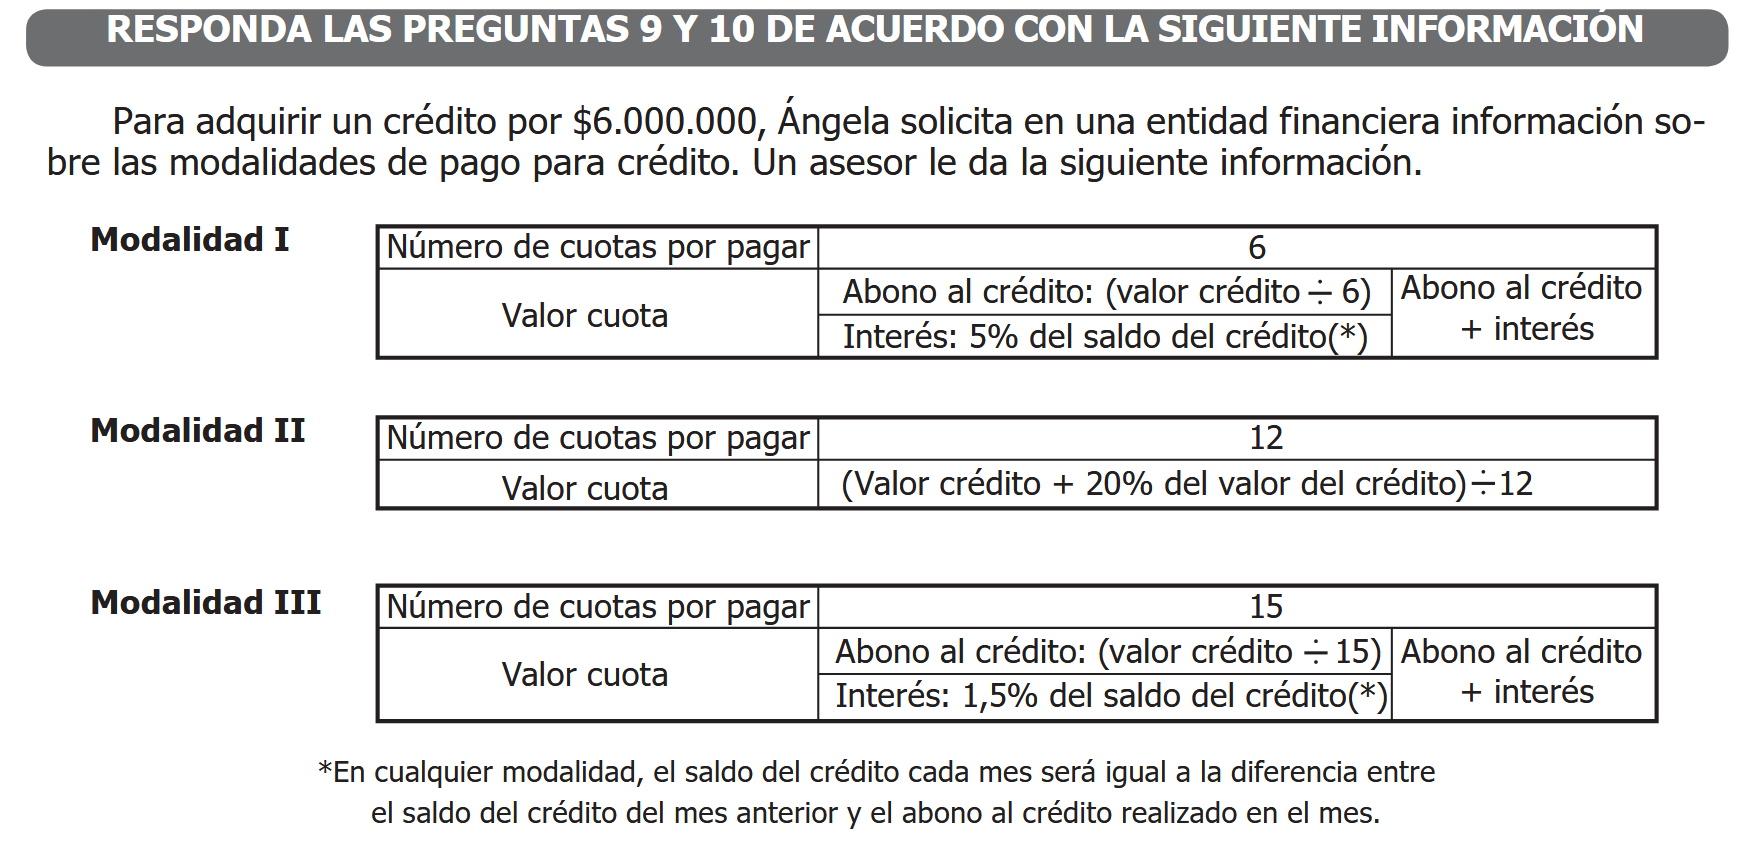 RESPONDA LAS PREGUNTAS 9 Y 10 DE ACUERDO CON LA SIGUIENTE INFORMACIÓN
Para adquirir un crédito por $6.000.000, Ángela solicita en una entidad financiera información so-
bre las modalidades de pago para crédito. Un asesor le da la siguiente información.
Modalidad I
Número de cuotas por pagar 6
Valor cuota
Abono al crédito: (valor crédito ÷ 6)
Interés: 5% del saldo del crédito(*)
Abono al crédito
+ interés
Modalidad II
Número de cuotas por pagar 12
Valor cuota (Valor crédito + 20% del valor del crédito)÷12
Modalidad III
Número de cuotas por pagar 15
Valor cuota
Abono al crédito: (valor crédito ÷15)
Interés: 1,5% del saldo del crédito(*)
Abono al crédito
+ interés
*En cualquier modalidad, el saldo del crédito cada mes será igual a la diferencia entre
el saldo del crédito del mes anterior y el abono al crédito realizado en el mes.